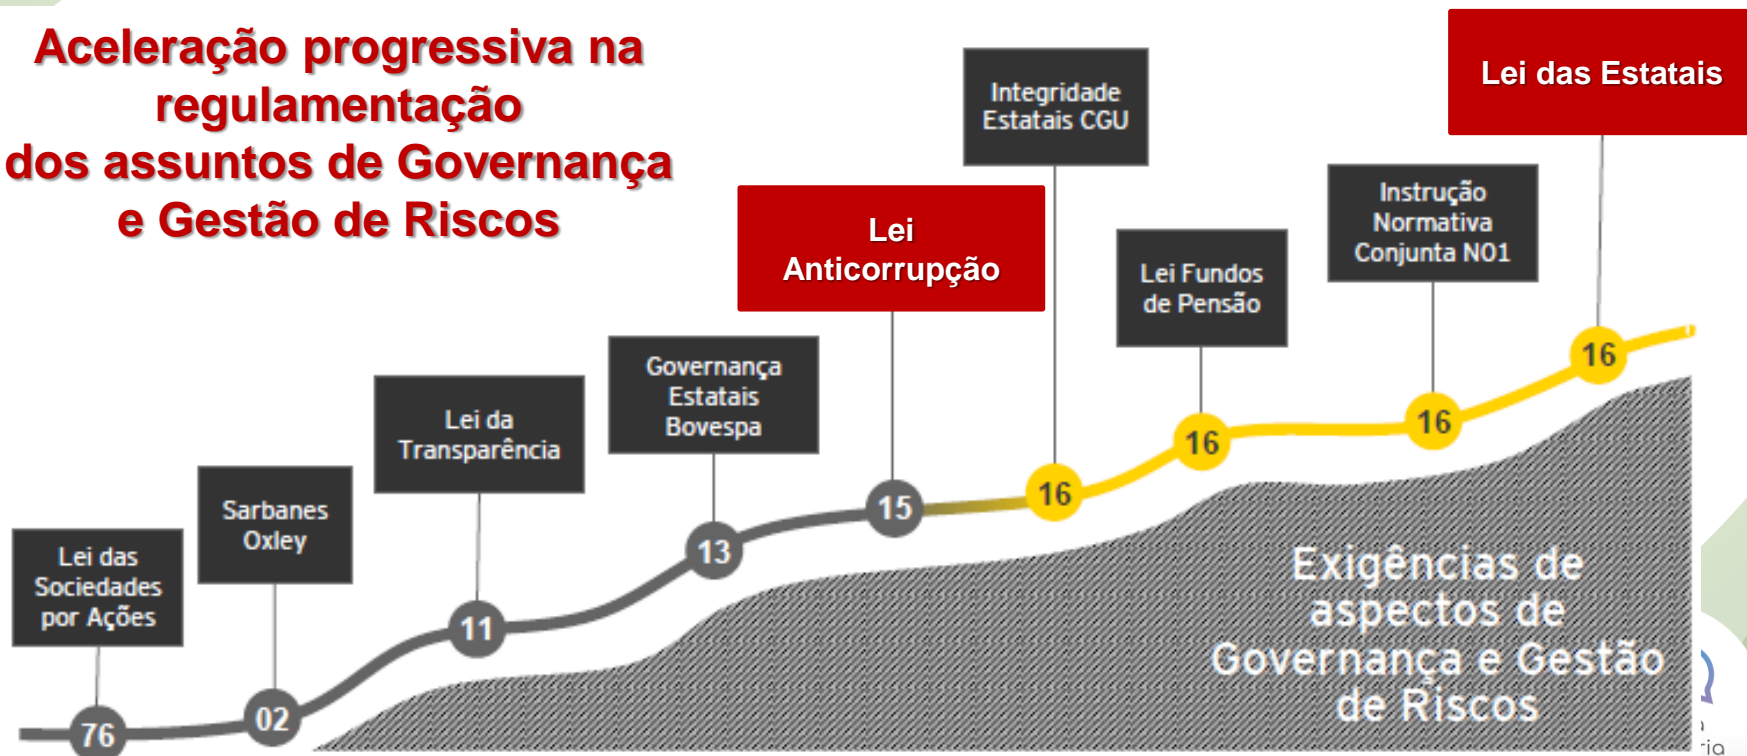 Aceleração progressiva na
regulamentação
dos assuntos de Governança
e Gestão de Riscos
Lei das
Sociedades
por Ações
76
Sarbanes
Oxley
02
Lei da
Transparência
11
Governança
Estatais
Bovespa
13
Lei
Anticorrupção
15
Integridade
Estatais CGU
16
Lei Fundos
de Pensão
16
Instrução
Normativa
Conjunta NO1
16
Lei das Estatais
16
Exigências de
aspectos de
Governança e Gestão
de Riscos